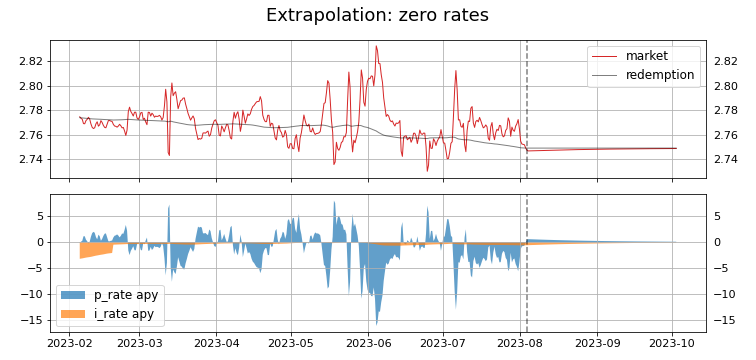 Extrapolation: zero rates
2.82 2.82
market
2.80 2.80
redemption
2.78 2.78
2.76 2.76
2.74 2.74
5 5
0 0
−5 −5
−10 −10
p_rate apy
−15 −15
i_rate apy
2023-02 2023-03 2023-04 2023-05 2023-06 2023-07 2023-08 2023-09 2023-10